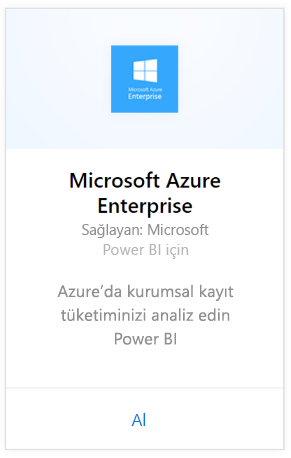 Microsoft Azure
Enterprise
Microsoft Azure
Enterprise
Sağlayan: Microsoft
Power BI için
Azure’da kurumsal kayıt
tüketiminizi analiz edin
Power BI
Al